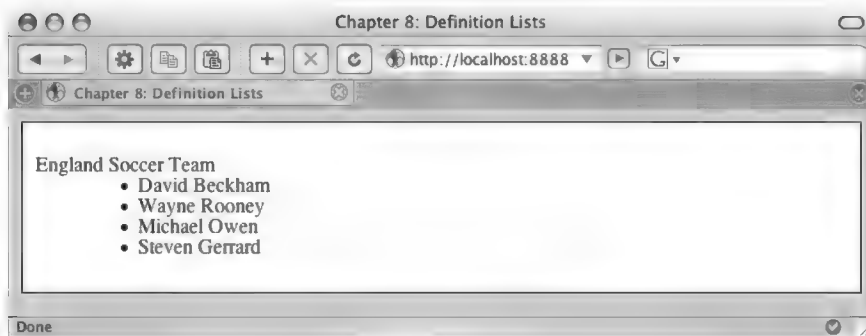 Chapter 8: Definition Lists
http://localhost:8888
G
Chapter 8: Definition Lists
England Soccer Team
• David Beckham
• Wayne Rooney
• Michael Owen
• Steven Gerrard
Done